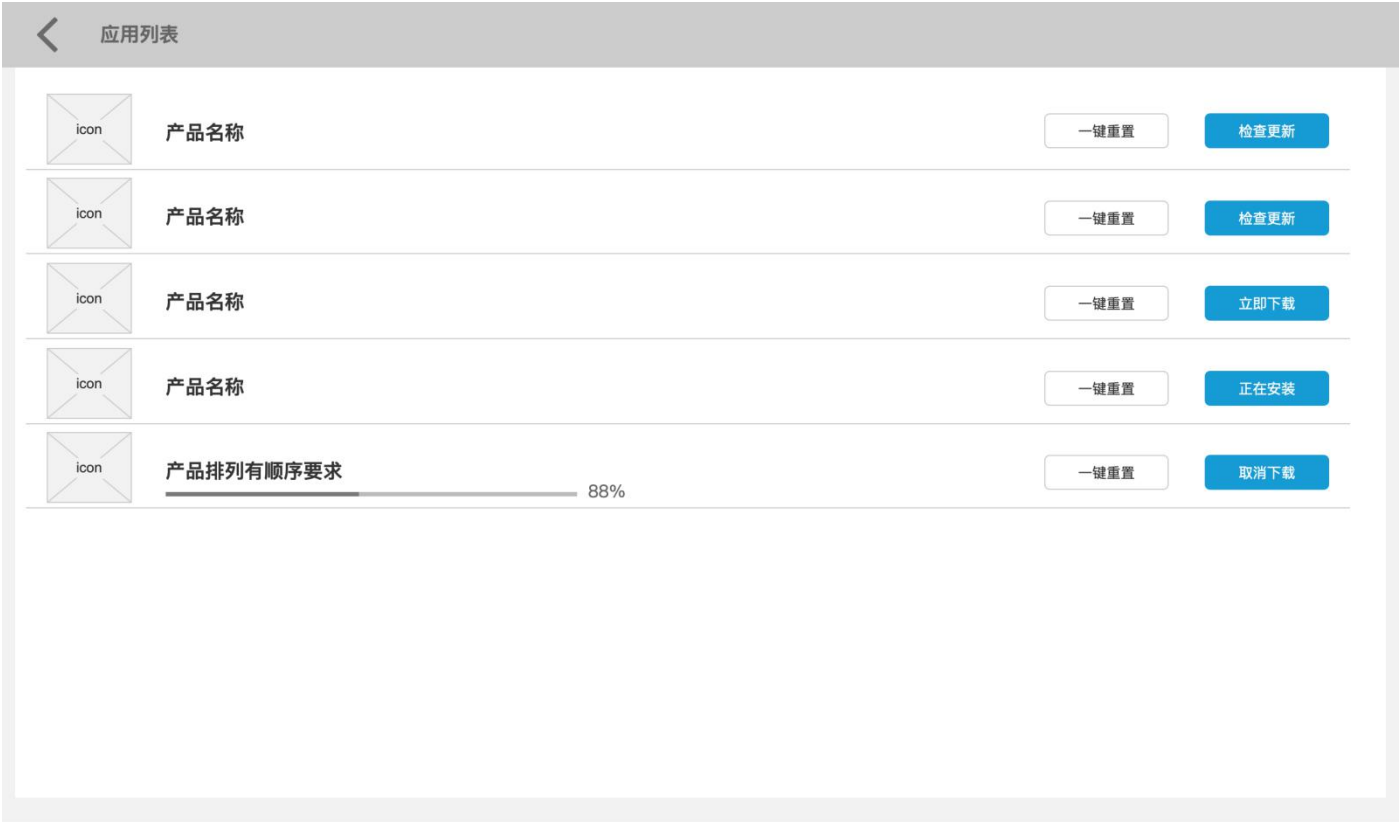 应用列表
icon
产品名称
一键重置
检查更新
icon
产品名称
一键重置
检查更新
icon
产品名称
一键重置
立即下载
icon
产品名称
一键重置
正在安装
icon
产品排列有顺序要求
88%
一键重置
取消下载